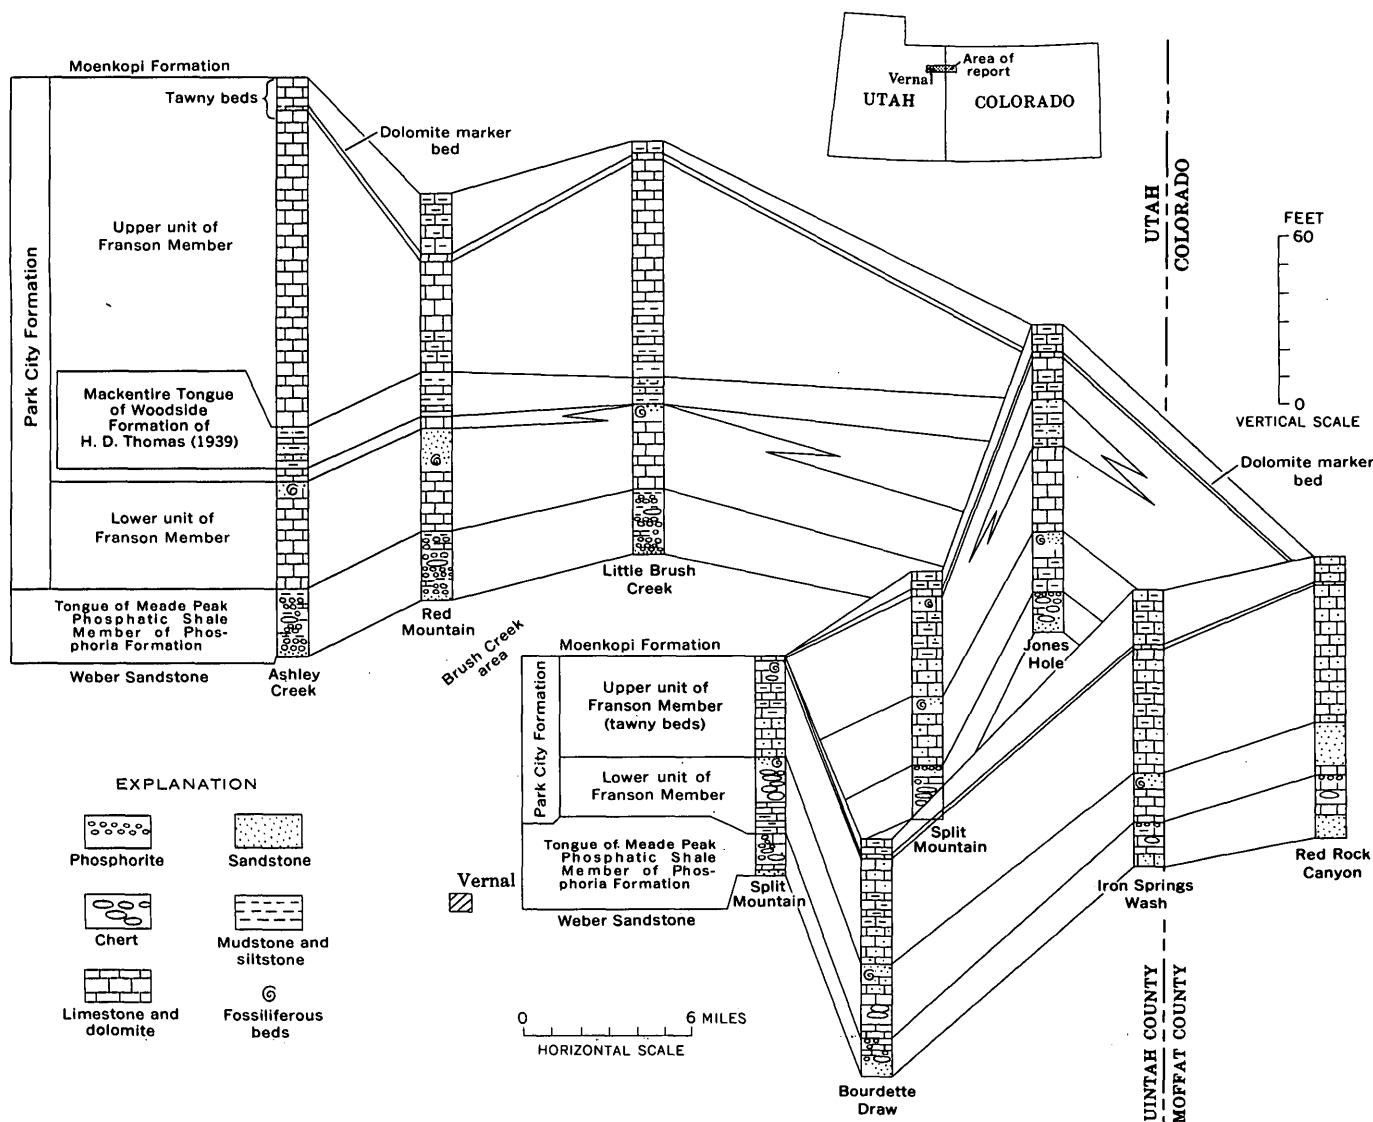 Moenkopi Formation
Tawny beds
Dolomite marker
bed
Upper unit of
Franson Member
Park City Formation
Mackentire Tongue
of Woodside
Formation of
H. D. Thomas (1939)
Lower unit of
Franson Member
Tongue of Meade Peak
Phosphatic Shale
Member of Phos-
phoria Formation
Weber Sandstone
Ashley
Creek
Red
Mountain
Brush Creek
area
Little Brush
Creek
Area of
report
Vernal
UTAH
COLORADO
UTAH
COLORADO
FEET
60
0
VERTICAL SCALE
Dolomite marker
bed
Jones
Hole
Moenkopi Formation
Park City Formation
Upper unit of
Franson Member
(tawny beds)
Lower unit of
Franson Member
Tongue of Meade Peak
Phosphatic Shale
Member of Phos-
phoria Formation
Weber Sandstone
Split
Mountain
Split
Mountain
Iron Springs
Wash
Red Rock
Canyon
Bourdette
Draw
Vernal
0 6 MILES
HORIZONTAL SCALE
UINTAH COUNTY
MOFFAT COUNTY
EXPLANATION
Phosphorite
Sandstone
Chert
Mudstone and
siltstone
Limestone and
dolomite
Fossiliferous
beds